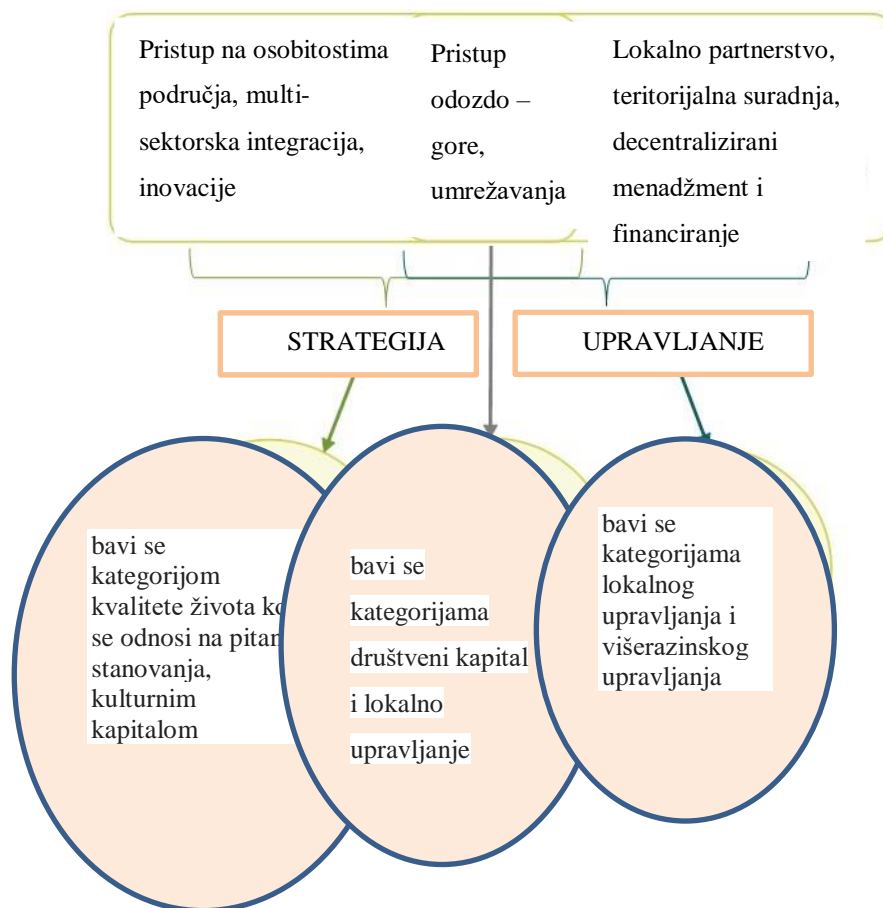 Pristup na osobitostima
područja, multi-
sektorska integracija,
inovacije
Pristup
odozdo –
gore,
umrežavanja
Lokalno partnerstvo,
teritorijalna suradnja,
decentralizirani
menadžment i
financiranje
STRATEGIJA
UPRAVLJANJE
bavi se
kategorijom
kvalitete života
se odnosi na
stanovanja,
kulturnim
kapitalom
bavi se
kategorijama
društveni kapital
i lokalno
upravljanje
bavi se
kategorijama
lokalnog
upravljanja i
višerazinskog
upravljanja